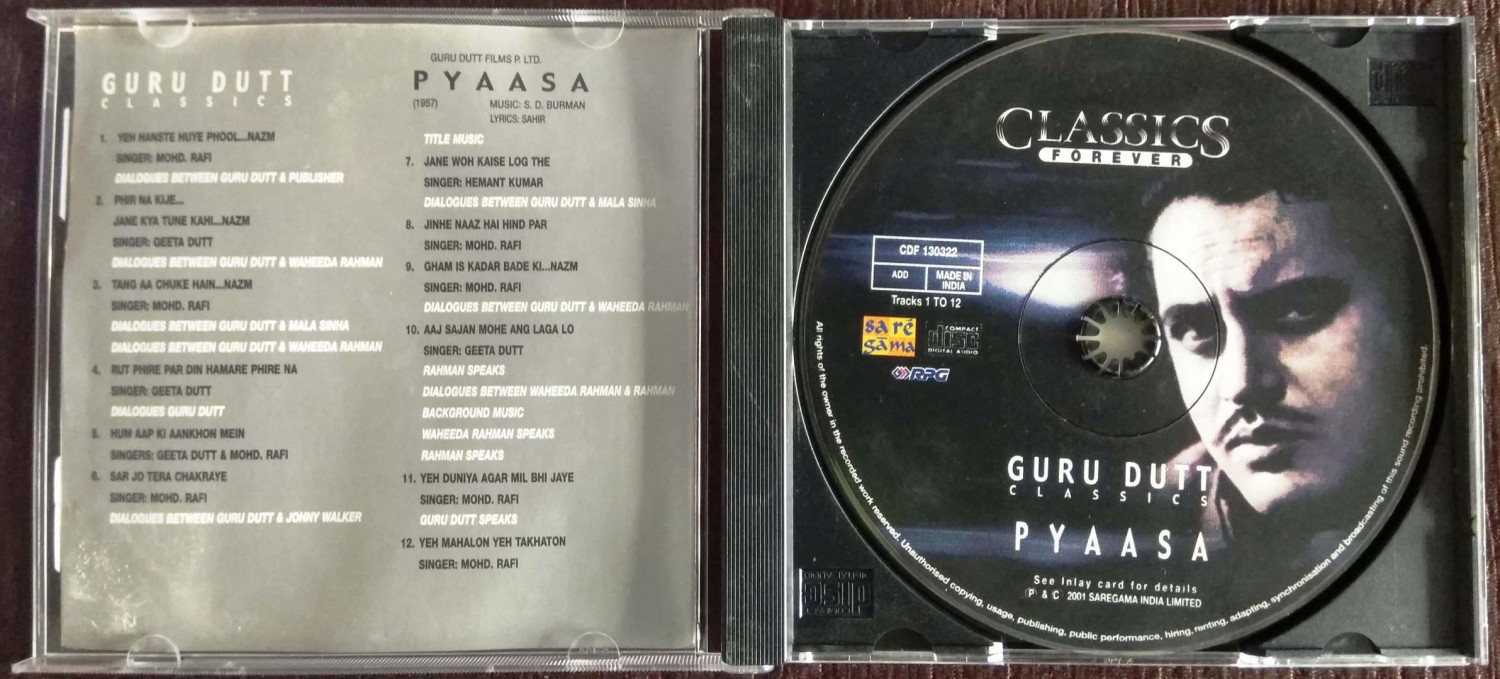 GURU DUTT
CLASSICS
1. YEH HANSTE HUYE PHOOL...NAZM
SINGER: MOHD. RAFI
DIALOGUES BETWEEN GURU DUTT & PUBLISHER
2. PHIR NA KIJE...
JANE KYA TUNE KAHI...NAZM
SINGER: GEETA DUTT
DIALOGUES BETWEEN GURU DUTT & WAHEEDA RAHMAN
3. TANG AA CHUKE HAIN...NAZM
SINGER: MOHD. RAFI
DIALOGUES BETWEEN GURU DUTT & MALA SINHA
DIALOGUES BETWEEN GURU DUTT & WAHEEDA RAHMAN
4. RUT PHIRE PAR DIN HAMARE PHIRE NA
SINGER: GEETA DUTT
DIALOGUES GURU DUTT
5. HUM AAP KI AANKHON MEIN
SINGERS: GEETA DUTT & MOHD. RAFI
6. SAR JO TERA CHAKRAYE
SINGER: MOHD. RAFI
DIALOGUES BETWEEN GURU DUTT & JOHNY WALKER
GURU DUTT FILMS P. LTD.
PYAASA
(1957) MUSIC: S. D. BURMAN
LYRICS: SAHIR
TITLE MUSIC
7. JANE WOH KAISE LOG THE
SINGER: HEMANT KUMAR
DIALOGUES BETWEEN GURU DUTT & MALA SINHA
8. JINHE NAAZ HAI HIND PAR
SINGER: MOHD. RAFI
9. GHAM IS KADAR BADE KI...NAZM
SINGER: MOHD. RAFI
DIALOGUES BETWEEN GURU DUTT & WAHEEDA RAHMAN
10. AAJ SAJAN MOHE ANG LAGA LO
SINGER: GEETA DUTT
RAHMAN SPEAKS
DIALOGUES BETWEEN WAHEEDA RAHMAN & RAHMAN
BACKGROUND MUSIC
WAHEEDA RAHMAN SPEAKS
RAHMAN SPEAKS
11. YEH DUNIYA AGAR MIL BHI JAYE
SINGER: MOHD. RAFI
GURU DUTT SPEAKS
12. YEH MAHALON YEH TAKHATON
SINGER: MOHD. RAFI
CLASSICS
FOREVER
CDF 130322
ADD
MADE IN
INDIA
Tracks 1 TO 12
sa rē
gā ma
COMPACT
disc
DIGITAL AUDIO
RPG
GURU DUTT
CLASSICS
PYAASA
See Inlay card for details
(P) & C 2001 SAREGAMA INDIA LIMITED
All rights of the owner in the recorded work reserved. Unauthorised copying, usage, publishing, public performance, hiring, renting, adapting, synchronisation and broadcasting of this sound recording prohibited.